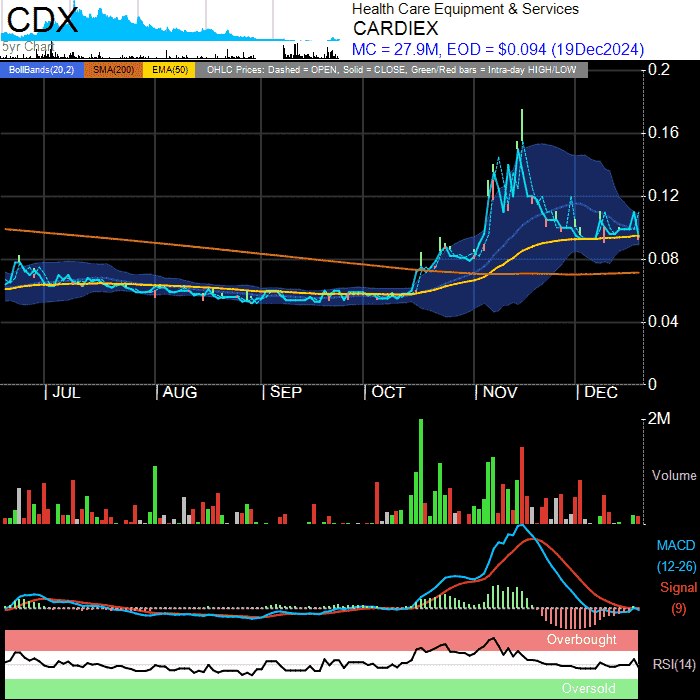 CDX
Health Care Equipment & Services
CARDIEX
5yr Chart
MC = 27.9M, EOD = $0.094 (19Dec2024)
BollBands(20,2) SMA(200) EMA(50) OHLC Prices: Dashed = OPEN, Solid = CLOSE, Green/Red bars = Intra-day HIGH/LOW
0.2
0.16
0.12
0.08
0.04
0
| JUL | AUG | SEP | OCT | NOV | DEC
2M
Volume
MACD
(12-26)
Signal
(9)
Overbought
RSI(14)
Oversold